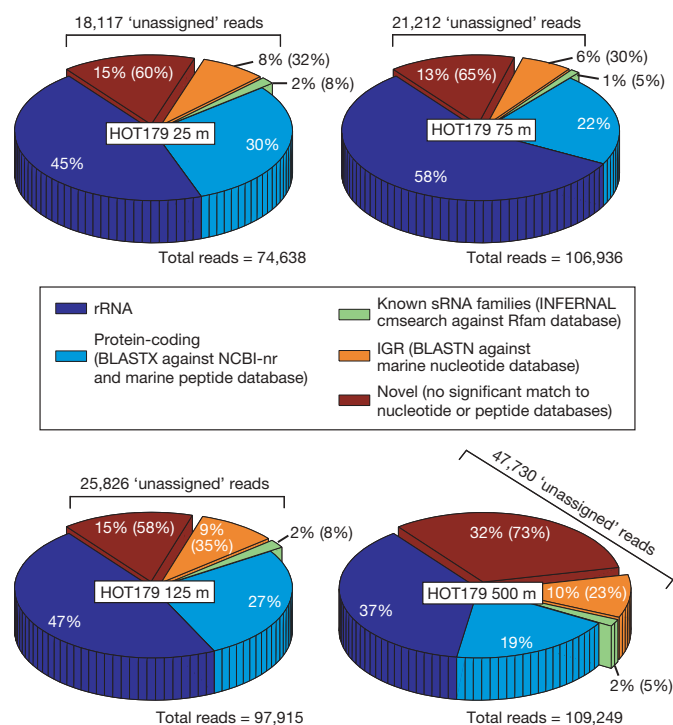 18,117 'unassigned' reads
15% (60%)
8% (32%)
2% (8%)
HOT179 25 m
30%
45%
Total reads = 74,638
21,212 'unassigned' reads
13% (65%)
6% (30%)
1% (5%)
HOT179 75 m
22%
58%
Total reads = 106,936
rRNA
Protein-coding
(BLASTX against NCBI-nr
and marine peptide database)
Known sRNA families (INFERNAL
cmsearch against Rfam database)
IGR (BLASTN against
marine nucleotide database)
Novel (no significant match to
nucleotide or peptide databases)
25,826 'unassigned' reads
15% (58%)
9%
(35%)
2% (8%)
HOT179 125 m
27%
47%
Total reads = 97,915
47,730 'unassigned' reads
32% (73%)
HOT179 500 m
10% (23%)
37%
19%
2% (5%)
Total reads = 109,249